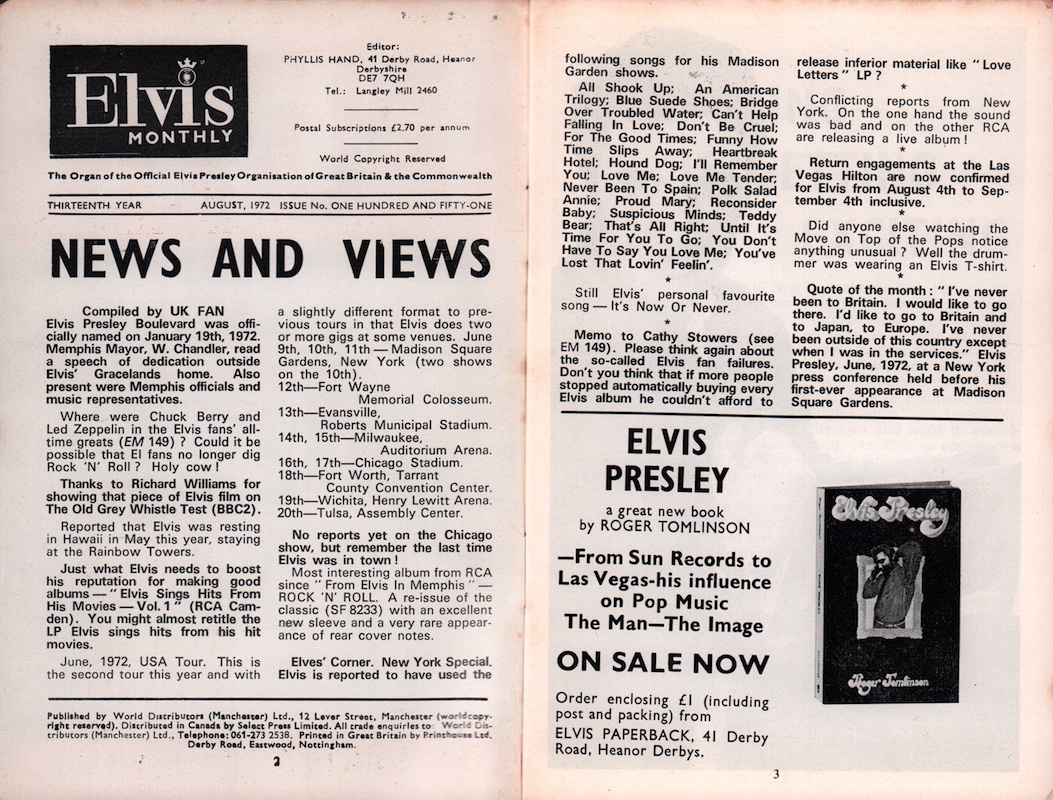 Elvis
MONTHLY
Editor:
PHYLLIS HAND, 41 Derby Road, Heanor
Derbyshire
DE7 7QH
Tel.: Langley Mill 2460
Postal Subscriptions £2.70 per annum
World Copyright Reserved
The Organ of the Official Elvis Presley Organisation of Great Britain & the Commonwealth
THIRTEENTH YEAR AUGUST, 1972 ISSUE No. ONE HUNDRED AND FIFTY-ONE
NEWS AND VIEWS
Compiled by UK FAN
Elvis Presley Boulevard was offi-
cially named on January 19th, 1972.
Memphis Mayor, W. Chandler, read
a speech of dedication outside
Elvis' Gracelands home. Also
present were Memphis officials and
music representatives.
Where were Chuck Berry and
Led Zeppelin in the Elvis fans' all-
time greats (EM 149) ? Could it be
possible that El fans no longer dig
Rock 'N' Roll ? Holy cow !
Thanks to Richard Williams for
showing that piece of Elvis film on
The Old Grey Whistle Test (BBC2).
Reported that Elvis was resting
in Hawaii in May this year, staying
at the Rainbow Towers.
Just what Elvis needs to boost
his reputation for making good
albums — " Elvis Sings Hits From
His Movies — Vol. 1 " (RCA Cam-
den). You might almost retitle the
LP Elvis sings hits from his hit
movies.
June, 1972, USA Tour. This is
the second tour this year and with
a slightly different format to pre-
vious tours in that Elvis does two
or more gigs at some venues. June
9th, 10th, 11th — Madison Square
Gardens, New York (two shows
on the 10th).
12th—Fort Wayne
Memorial Colosseum.
13th—Evansville,
Roberts Municipal Stadium.
14th, 15th—Milwaukee,
Auditorium Arena.
16th, 17th—Chicago Stadium.
18th—Fort Worth, Tarrant
County Convention Center.
19th—Wichita, Henry Lewitt Arena.
20th—Tulsa, Assembly Center.
No reports yet on the Chicago
show, but remember the last time
Elvis was in town !
Most interesting album from RCA
since " From Elvis In Memphis " —
ROCK 'N' ROLL. A re-issue of the
classic (SF 8233) with an excellent
new sleeve and a very rare appear-
ance of rear cover notes.
Elves' Corner. New York Special.
Elvis is reported to have used the
Published by World Distributors (Manchester) Ltd., 12 Lever Street, Manchester (worldcopy-
right reserved). Distributed in Canada by Select Press Limited. All trade enquiries to World Dis-
tributors (Manchester) Ltd., Telephone: 061-273 2538. Printed in Great Britain by Printhouse Ltd.
Derby Road, Eastwood, Nottingham.
2
following songs for his Madison
Garden shows.
All Shook Up; An American
Trilogy; Blue Suede Shoes; Bridge
Over Troubled Water; Can't Help
Falling In Love; Don't Be Cruel;
For The Good Times; Funny How
Time Slips Away; Heartbreak
Hotel; Hound Dog; I'll Remember
You; Love Me; Love Me Tender;
Never Been To Spain; Polk Salad
Annie; Proud Mary; Reconsider
Baby; Suspicious Minds; Teddy
Bear; That's All Right; Until It's
Time For You To Go; You Don't
Have To Say You Love Me; You've
Lost That Lovin' Feelin'.
*
Still Elvis' personal favourite
song — It's Now Or Never.
*
Memo to Cathy Stowers (see
EM 149). Please think again about
the so-called Elvis fan failures.
Don't you think that if more people
stopped automatically buying every
Elvis album he couldn't afford to
release inferior material like " Love
Letters " LP ?
*
Conflicting reports from New
York. On the one hand the sound
was bad and on the other RCA
are releasing a live album !
*
Return engagements at the Las
Vegas Hilton are now confirmed
for Elvis from August 4th to Sep-
tember 4th inclusive.
*
Did anyone else watching the
Move on Top of the Pops notice
anything unusual ? Well the drum-
mer was wearing an Elvis T-shirt.
*
Quote of the month : " I've never
been to Britain. I would like to go
there. I'd like to go to Britain and
to Japan, to Europe. I've never
been outside of this country except
when I was in the services." Elvis
Presley, June, 1972, at a New York
press conference held before his
first-ever appearance at Madison
Square Gardens.
ELVIS
PRESLEY
a great new book
by ROGER TOMLINSON
—From Sun Records to
Las Vegas-his influence
on Pop Music
The Man—The Image
ON SALE NOW
Order enclosing £1 (including
post and packing) from
ELVIS PAPERBACK, 41 Derby
Road, Heanor Derbys.
Elvis Presley
Roger Tomlinson
3